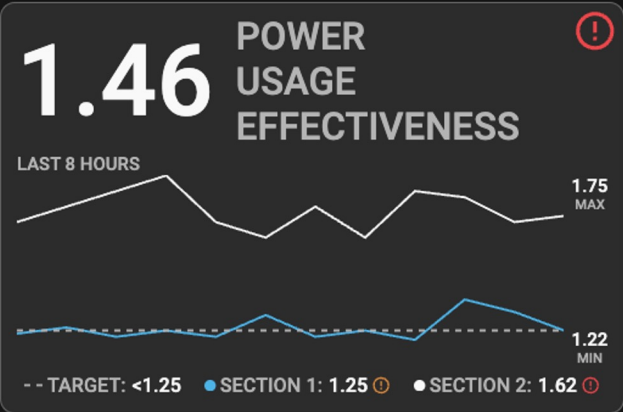 1.46
POWER
USAGE
EFFECTIVENESS
LAST 8 HOURS
1.75
MAX
1.22
MIN
TARGET: <1.25 SECTION 1: 1.25 SECTION 2: 1.62